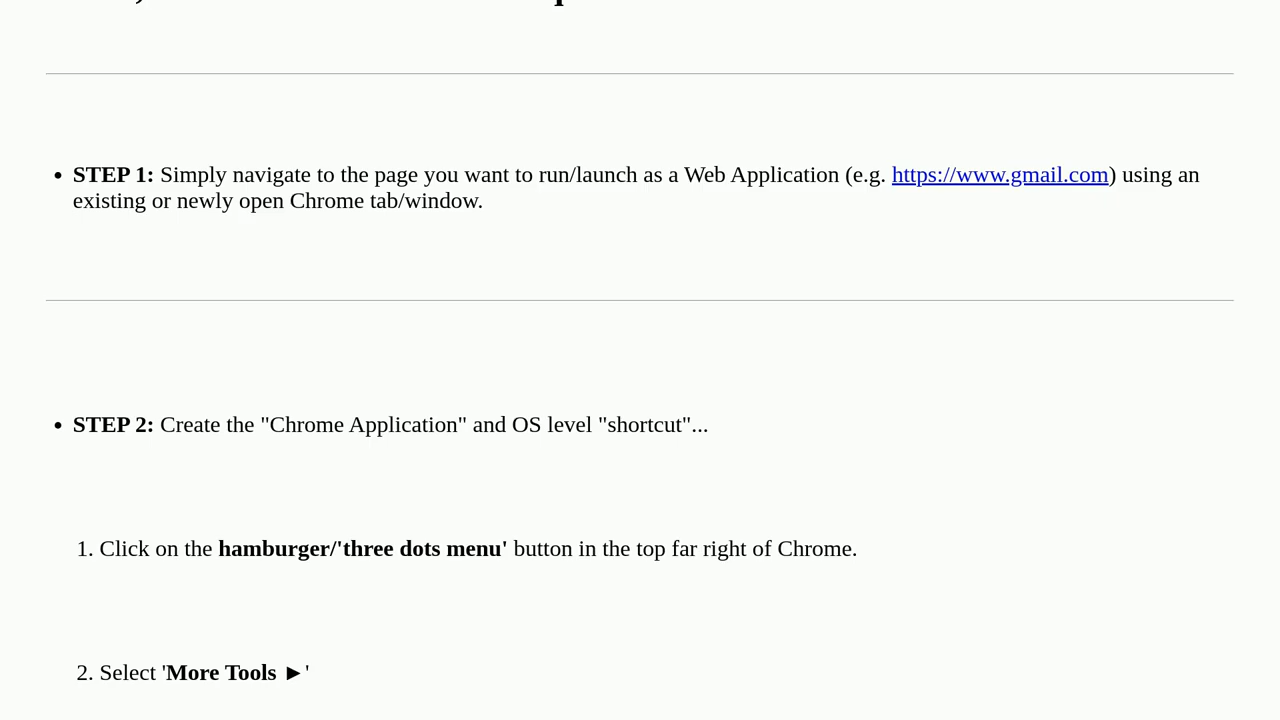 • STEP 1: Simply navigate to the page you want to run/launch as a Web Application (e.g. https://www.gmail.com) using an
existing or newly open Chrome tab/window.
• STEP 2: Create the "Chrome Application" and OS level "shortcut"...
1. Click on the hamburger/'three dots menu' button in the top far right of Chrome.
2. Select 'More Tools ►'